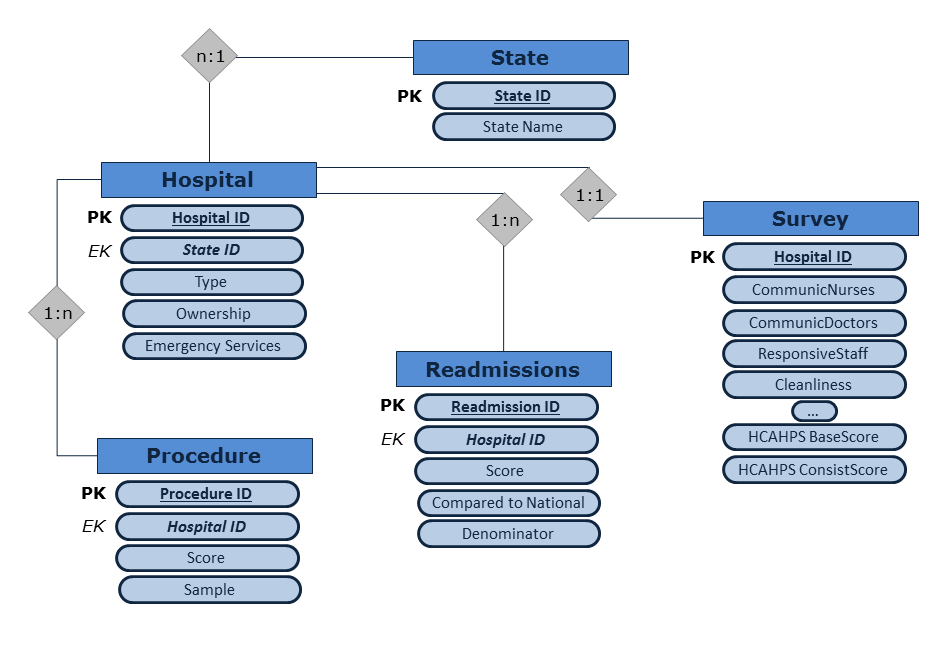 n:1
State
PK State ID
State Name
Hospital
PK Hospital ID
EK State ID
Type
Ownership
Emergency Services
1:1
1:n
Survey
PK Hospital ID
CommunicNurses
CommunicDoctors
ResponsiveStaff
Cleanliness
...
HCAHPS BaseScore
HCAHPS ConsistScore
1:n
Readmissions
PK Readmission ID
EK Hospital ID
Score
Compared to National
Denominator
Procedure
PK Procedure ID
EK Hospital ID
Score
Sample